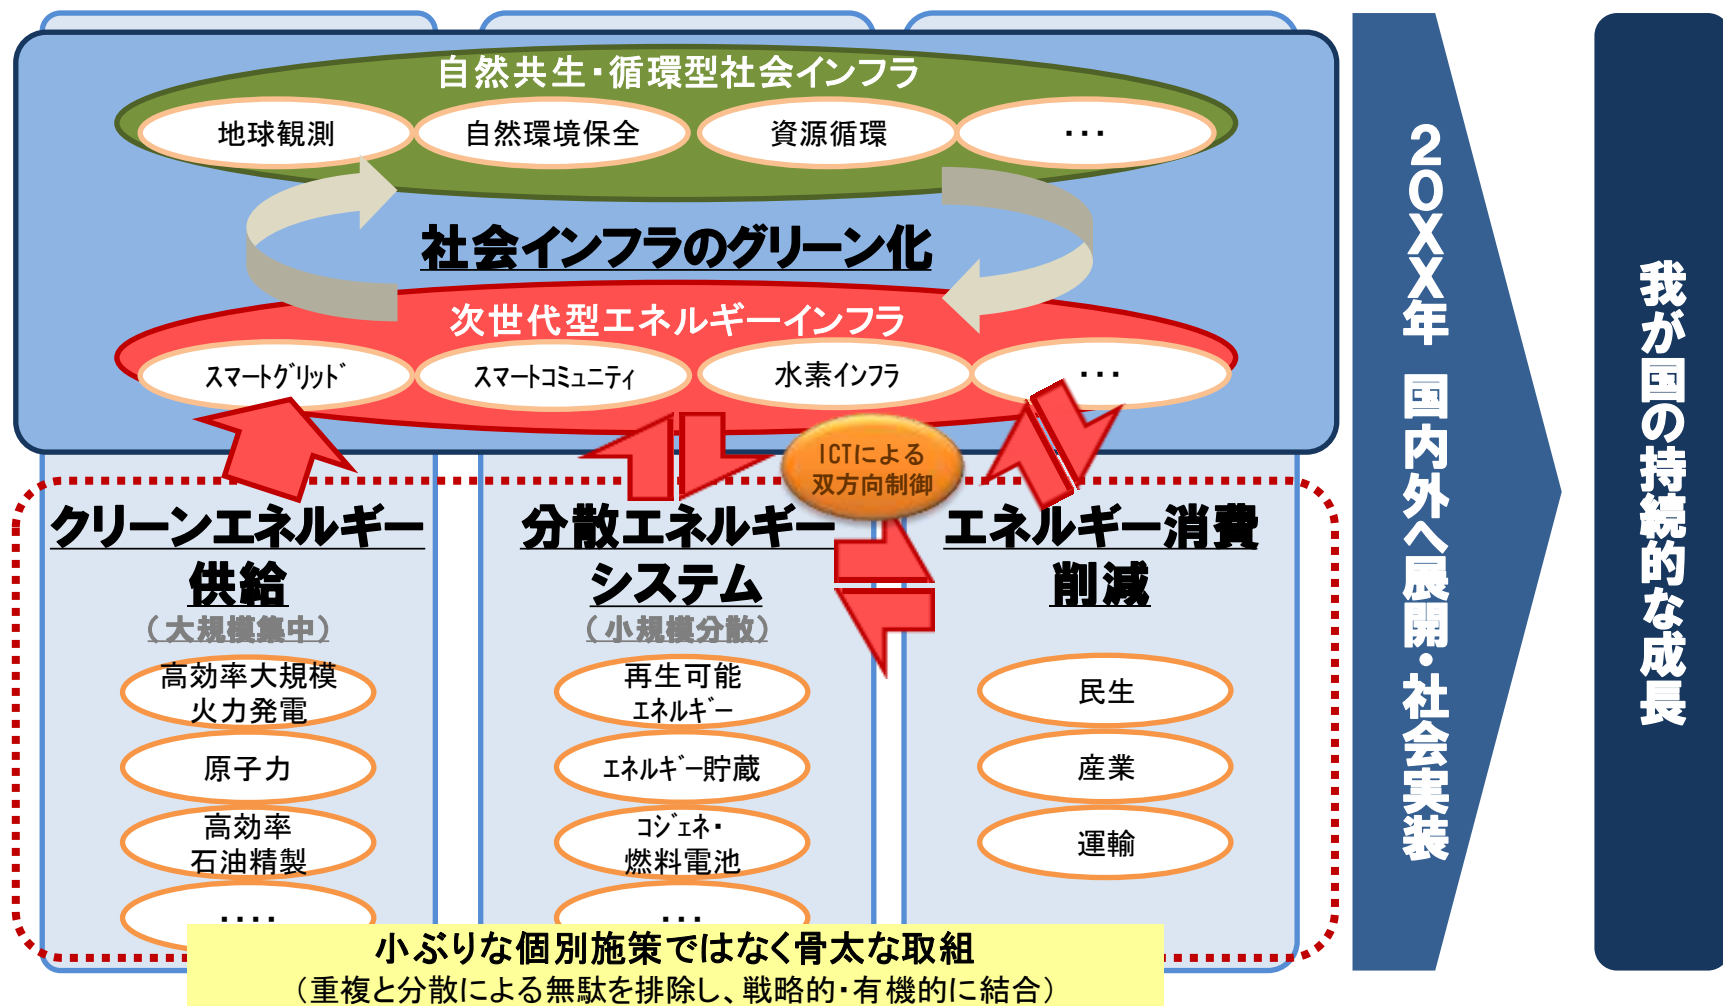 自然共生・循環型社会インフラ
地球観測
自然環境保全
資源循環
・・・
社会インフラのグリーン化
次世代型エネルギーインフラ
スマートグリッド
スマートコミュニティ
水素インフラ
・・・
ICTによる
双方向制御
クリーンエネルギー
供給
（大規模集中）
高効率大規模
火力発電
原子力
高効率
石油精製
・・・・
分散エネルギー
システム
（小規模分散）
再生可能
エネルギー
エネルギー貯蔵
コジェネ・
燃料電池
・・・
エネルギー消費
削減
民生
産業
運輸
小ぶりな個別施策ではなく骨太な取組
（重複と分散による無駄を排除し、戦略的・有機的に結合）
２０ＸＸ年　国内外へ展開・社会実装
我が国の持続的な成長